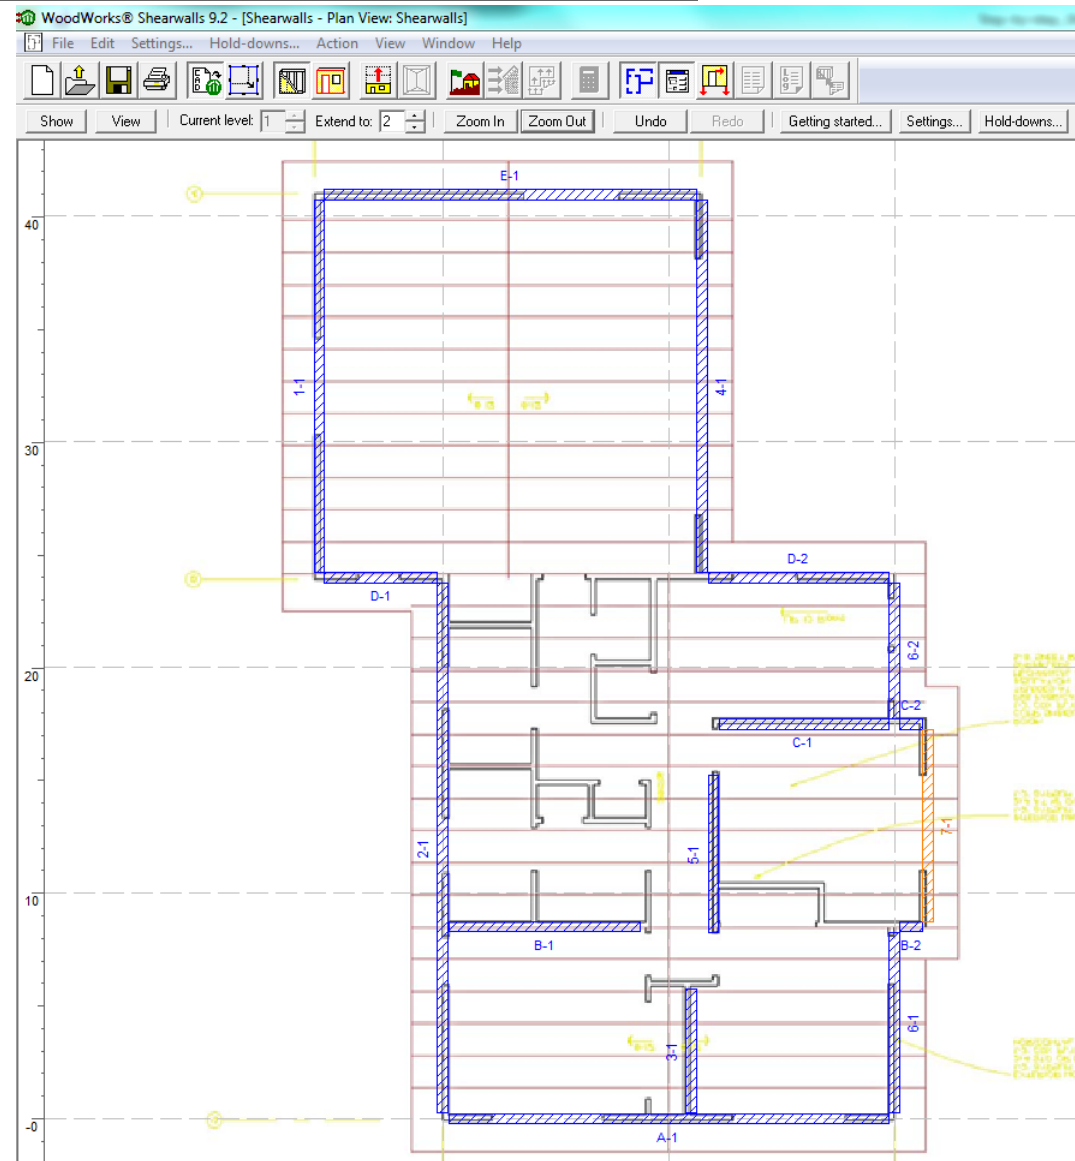 WoodWorks® Shearwalls 9.2 - [Shearwalls - Plan View: Shearwalls]
File Edit Settings... Hold-downs... Action View Window Help
Show View Current level: 1 Extend to: 2 Zoom In Zoom Out Undo Redo Getting started... Settings... Hold-downs...
E-1
40
1-1
4-1
30
D-2
D-1
6-2
20
C-2
C-1
7-1
2-1
5-1
10
B-1
B-2
6-1
3-1
-0
A-1